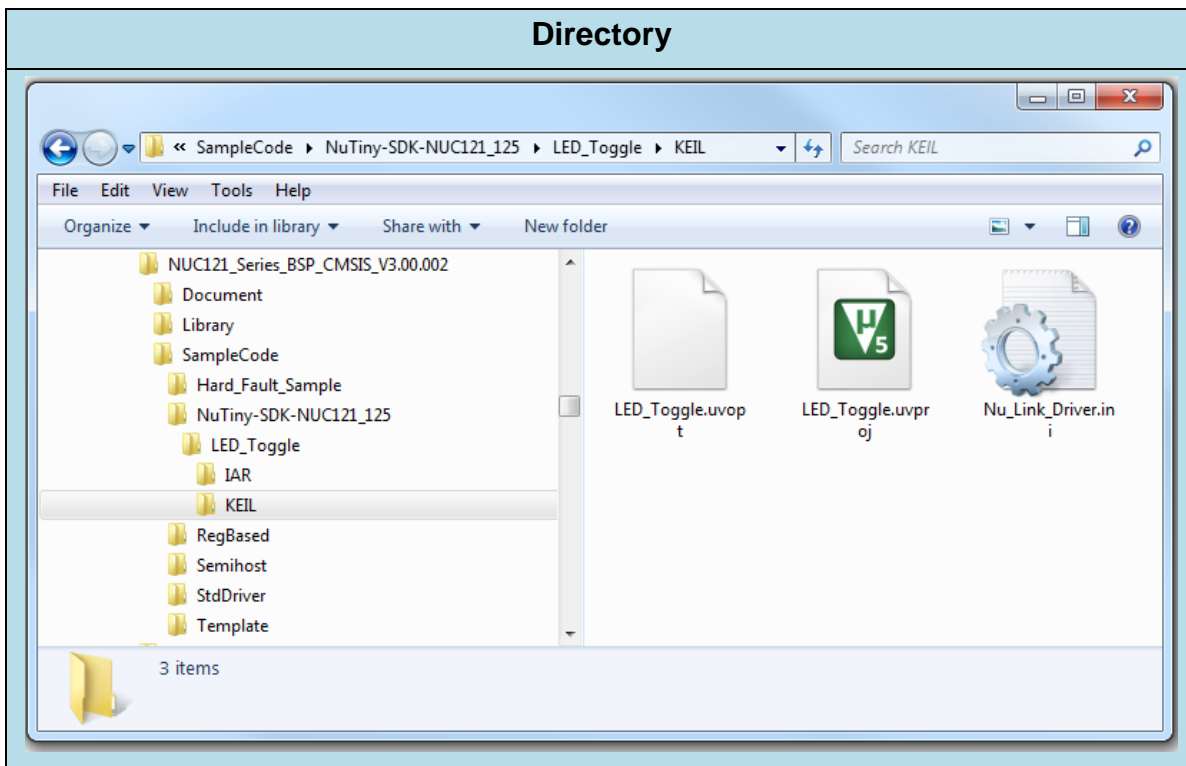 Directory
« SampleCode ▸ NuTiny-SDK-NUC121_125 ▸ LED_Toggle ▸ KEIL
Search KEIL
File Edit View Tools Help
Organize Include in library Share with New folder
NUC121_Series_BSP_CMSIS_V3.00.002
Document
Library
SampleCode
Hard_Fault_Sample
NuTiny-SDK-NUC121_125
LED_Toggle
IAR
KEIL
RegBased
Semihost
StdDriver
Template
µV5
LED_Toggle.uvop
t
LED_Toggle.uvpr
oj
Nu_Link_Driver.in
i
3 items